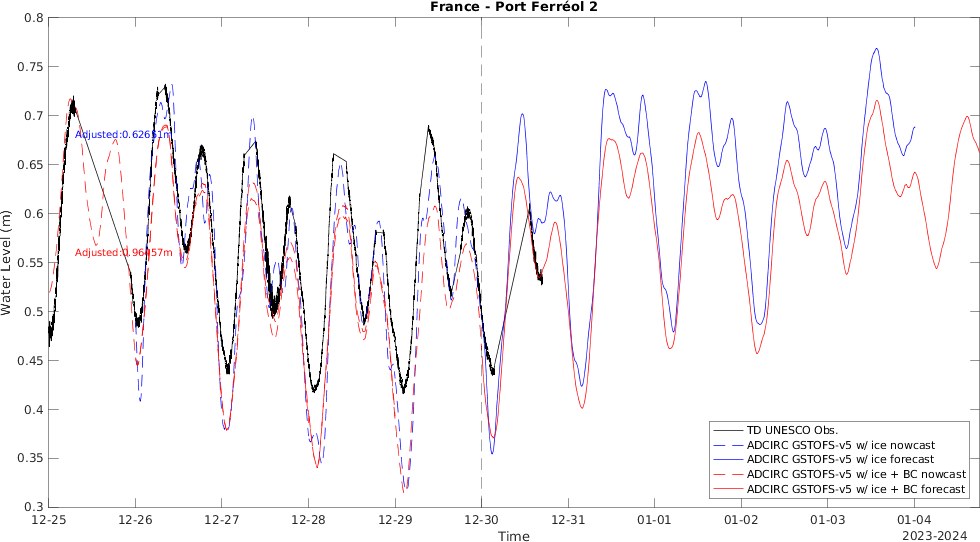 France - Port Ferréol 2
0.8
0.75
0.7
0.65
0.6
0.55
0.5
0.45
0.4
0.35
0.3
Water Level (m)
Adjusted:0.62651m
Adjusted:0.96457m
TD UNESCO Obs.
ADCIRC GSTOFS-v5 w/ ice nowcast
ADCIRC GSTOFS-v5 w/ ice forecast
ADCIRC GSTOFS-v5 w/ ice + BC nowcast
ADCIRC GSTOFS-v5 w/ ice + BC forecast
12-25 12-26 12-27 12-28 12-29 12-30 12-31 01-01 01-02 01-03 01-04
Time
2023-2024